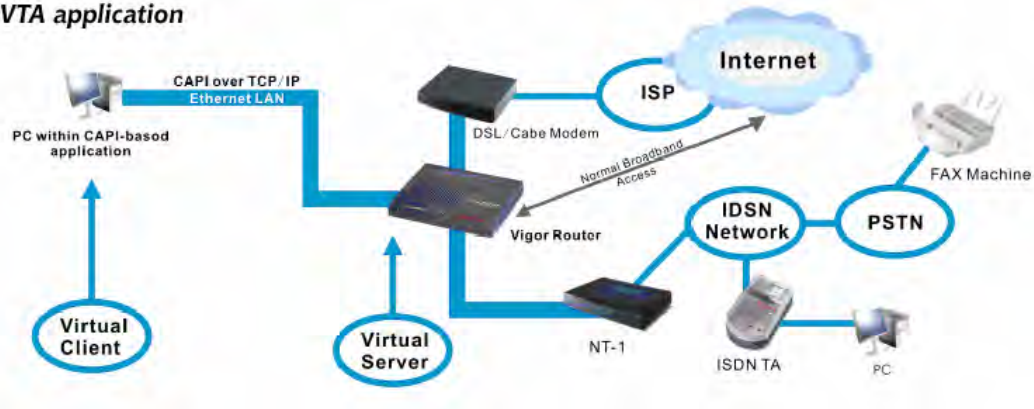 VTA application
CAPI over TCP/IP
Ethernet LAN
PC within CAPI-basod
application
DSL/Cabe Modem
ISP
Internet
Normal Broadband
Access
FAX Machine
Vigor Router
IDSN
Network
PSTN
Virtual
Client
Virtual
Server
NT-1
ISDN TA
PC